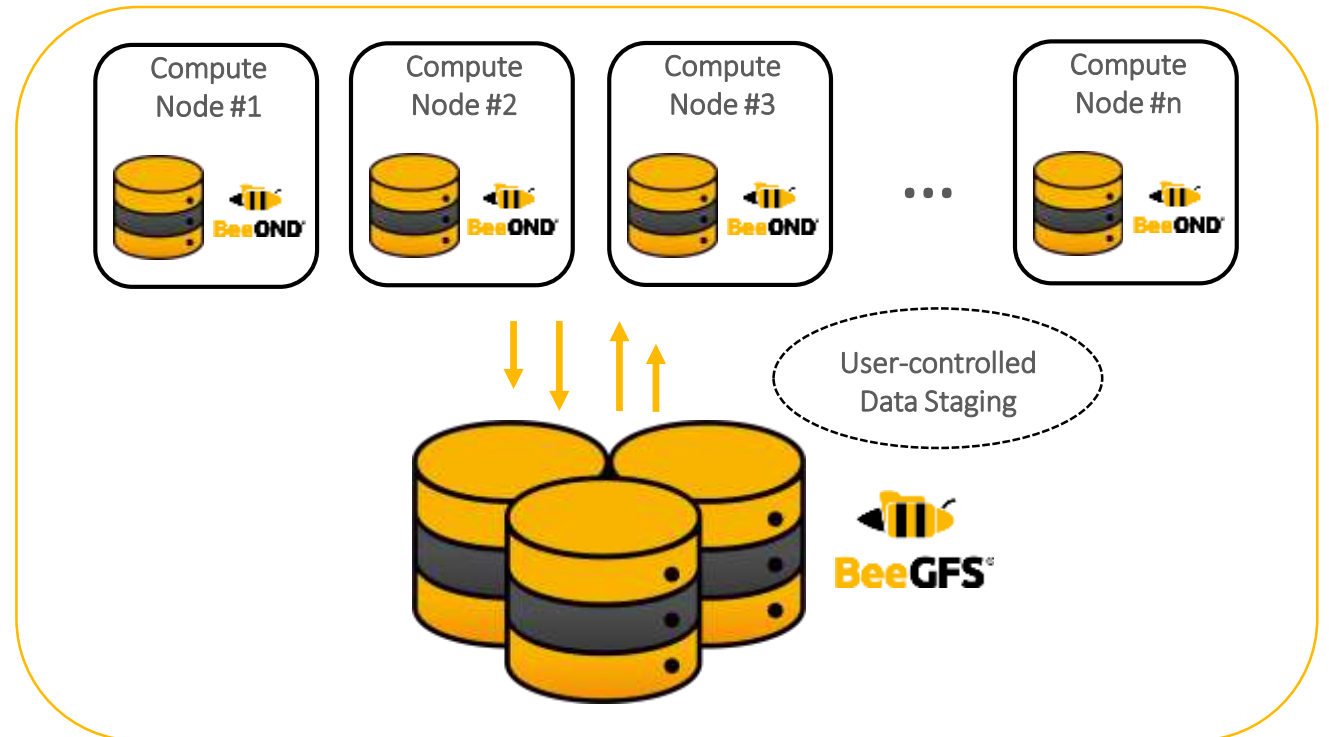 Compute
Node #1
BeeOND®
Compute
Node #2
BeeOND®
Compute
Node #3
BeeOND®
...
Compute
Node #n
BeeOND®
User-controlled
Data Staging
BeeGFS®